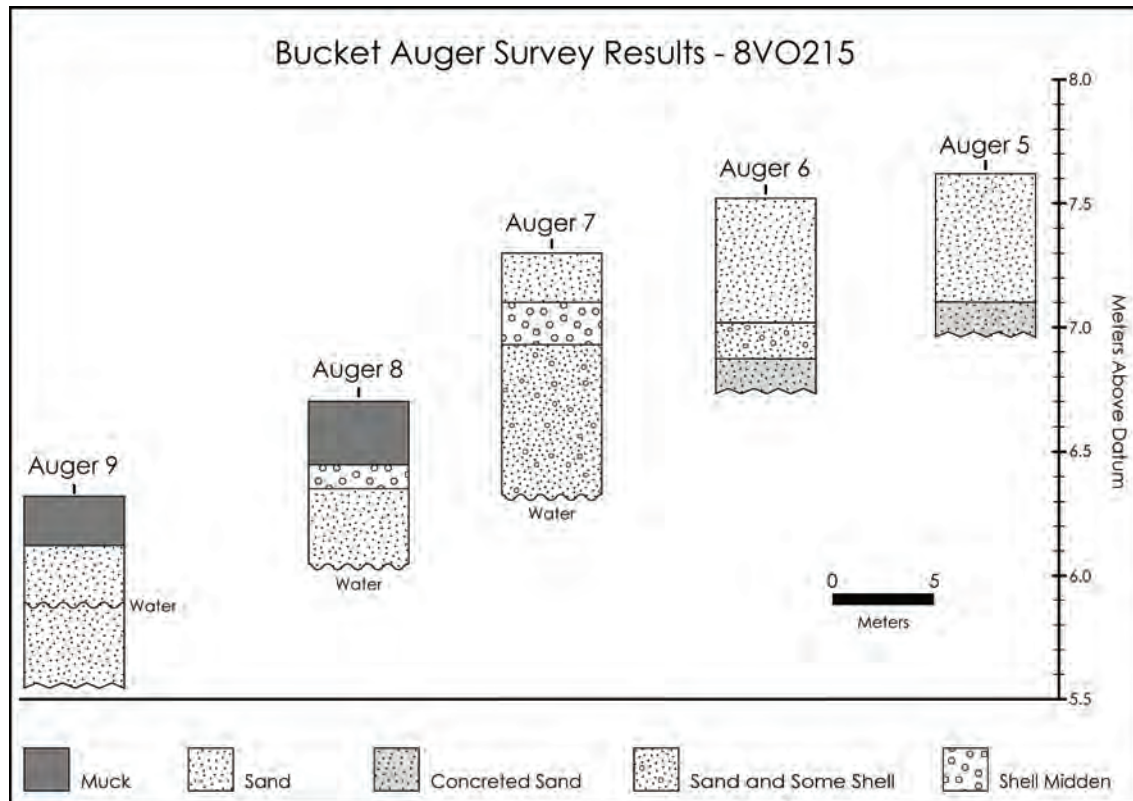 Bucket Auger Survey Results - 8VO215
8.0
Auger 5
Auger 6
7.5
Auger 7
7.0
Meters Above Datum
Auger 8
6.5
Auger 9
Water
6.0
Water
0 5
Water
Meters
5.5
Muck
Sand
Concreted Sand
Sand and Some Shell
Shell Midden